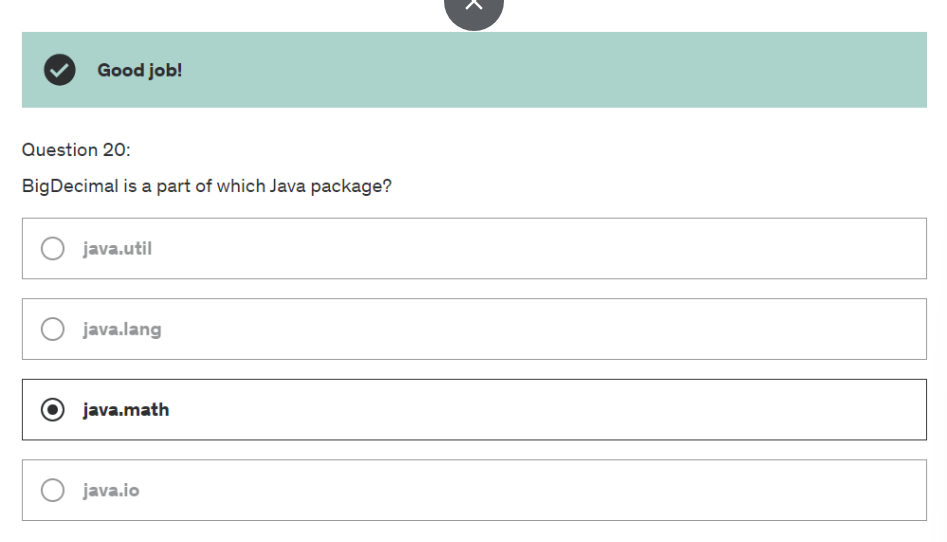 Good job!
Question 20:
BigDecimal is a part of which Java package?
java.util
java.lang
java.math
java.io